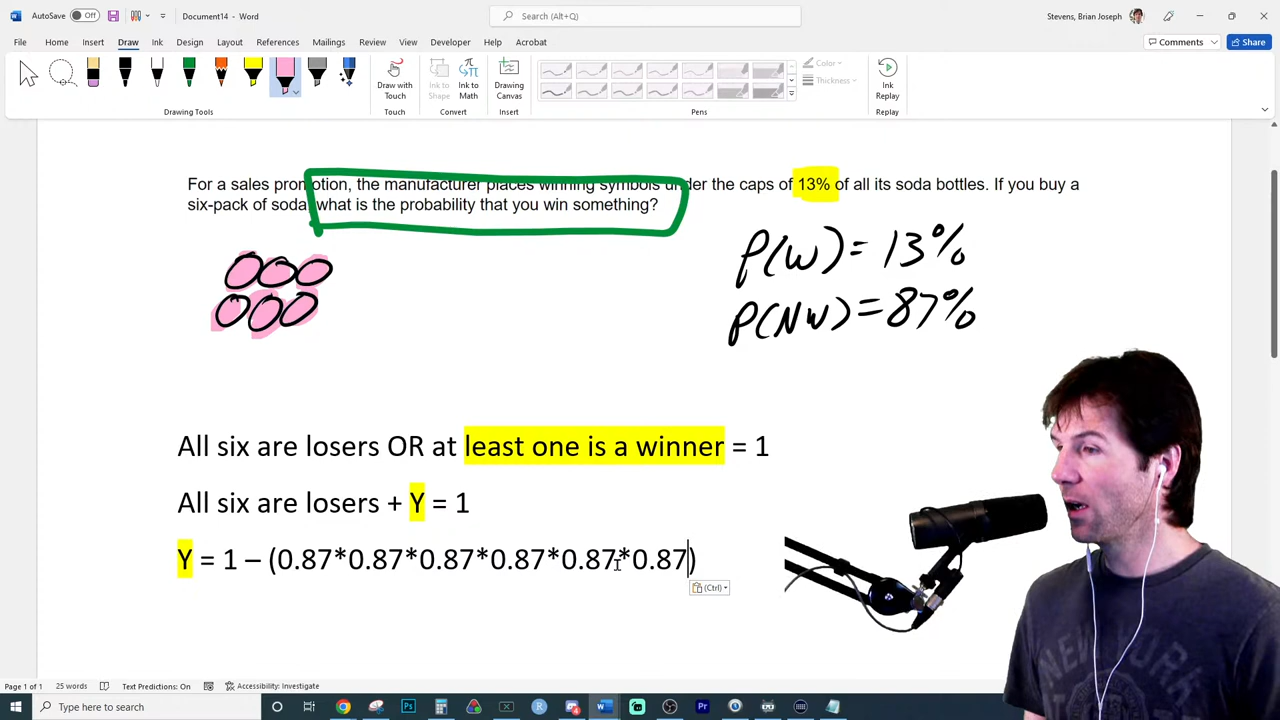 AutoSave Off Document14 - Word Search (Alt+Q) Stevens, Brian Joseph
File Home Insert Draw Ink Design Layout References Mailings Review View Developer Help Acrobat Comments Share
Draw with Touch Ink to Shape Ink to Math Drawing Canvas Color Thickness Ink Replay
Drawing Tools Touch Convert Insert Pens Replay
For a sales promotion, the manufacturer places winning symbols under the caps of 13% of all its soda bottles. If you buy a
six-pack of soda, what is the probability that you win something?
P(W) = 13%
P(NW) = 87%
All six are losers OR at least one is a winner = 1
All six are losers + Y = 1
Y = 1 – (0.87*0.87*0.87*0.87*0.87*0.87)
(Ctrl)
Page 1 of 1 25 words Text Predictions: On Accessibility: Investigate
Type here to search